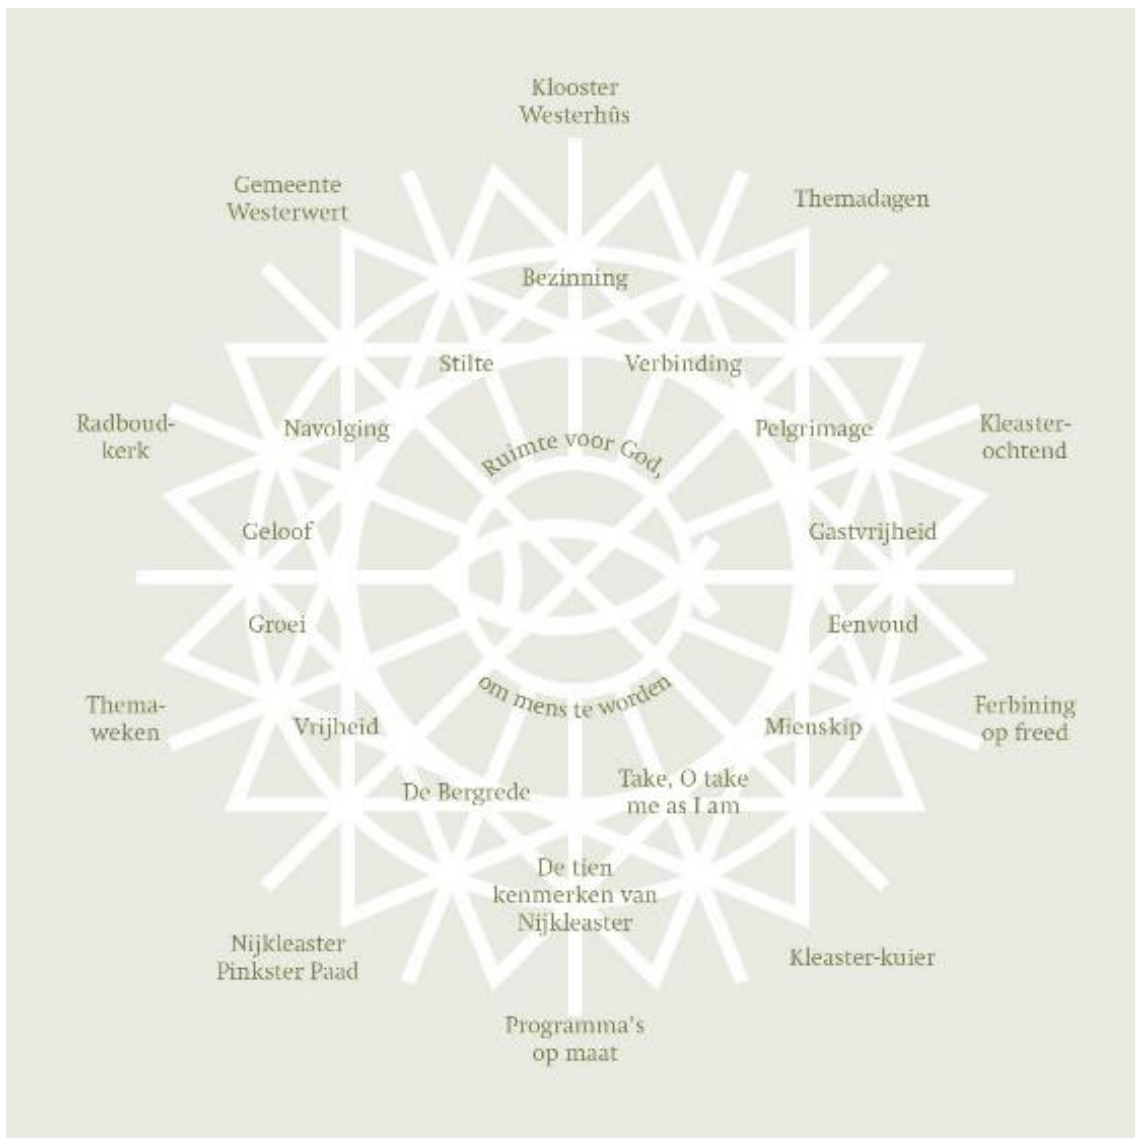 Klooster
Westerhûs
Gemeente
Westerwert
Themadagen
Bezinning
Stilte
Verbinding
Radboud-
kerk
Navolging
Pelgrimage
Kleaster-
ochtend
Ruimte voor God,
Geloof
Gastvrijheid
Groei
Eenvoud
om mens te worden
Thema-
weken
Vrijheid
Mienskip
Ferbining
op freed
De Bergrede
Take, O take
me as I am
De tien
kenmerken van
Nijkleaster
Nijkleaster
Pinkster Paad
Kleaster-kuier
Programma's
op maat